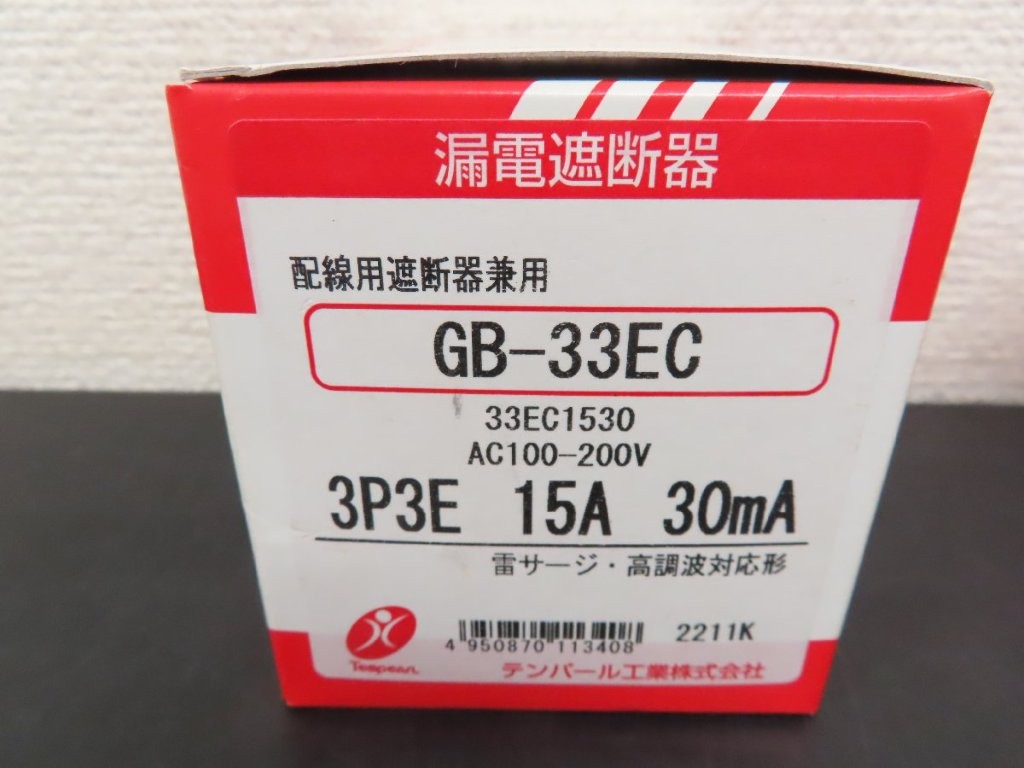 漏電遮断器
配線用遮断器兼用
GB-33EC
33EC1530
AC100-200V
3P3E 15A 30mA
雷サージ・高調波対応形
Tempearl
4 950870 113408
2211K
テンパール工業株式会社